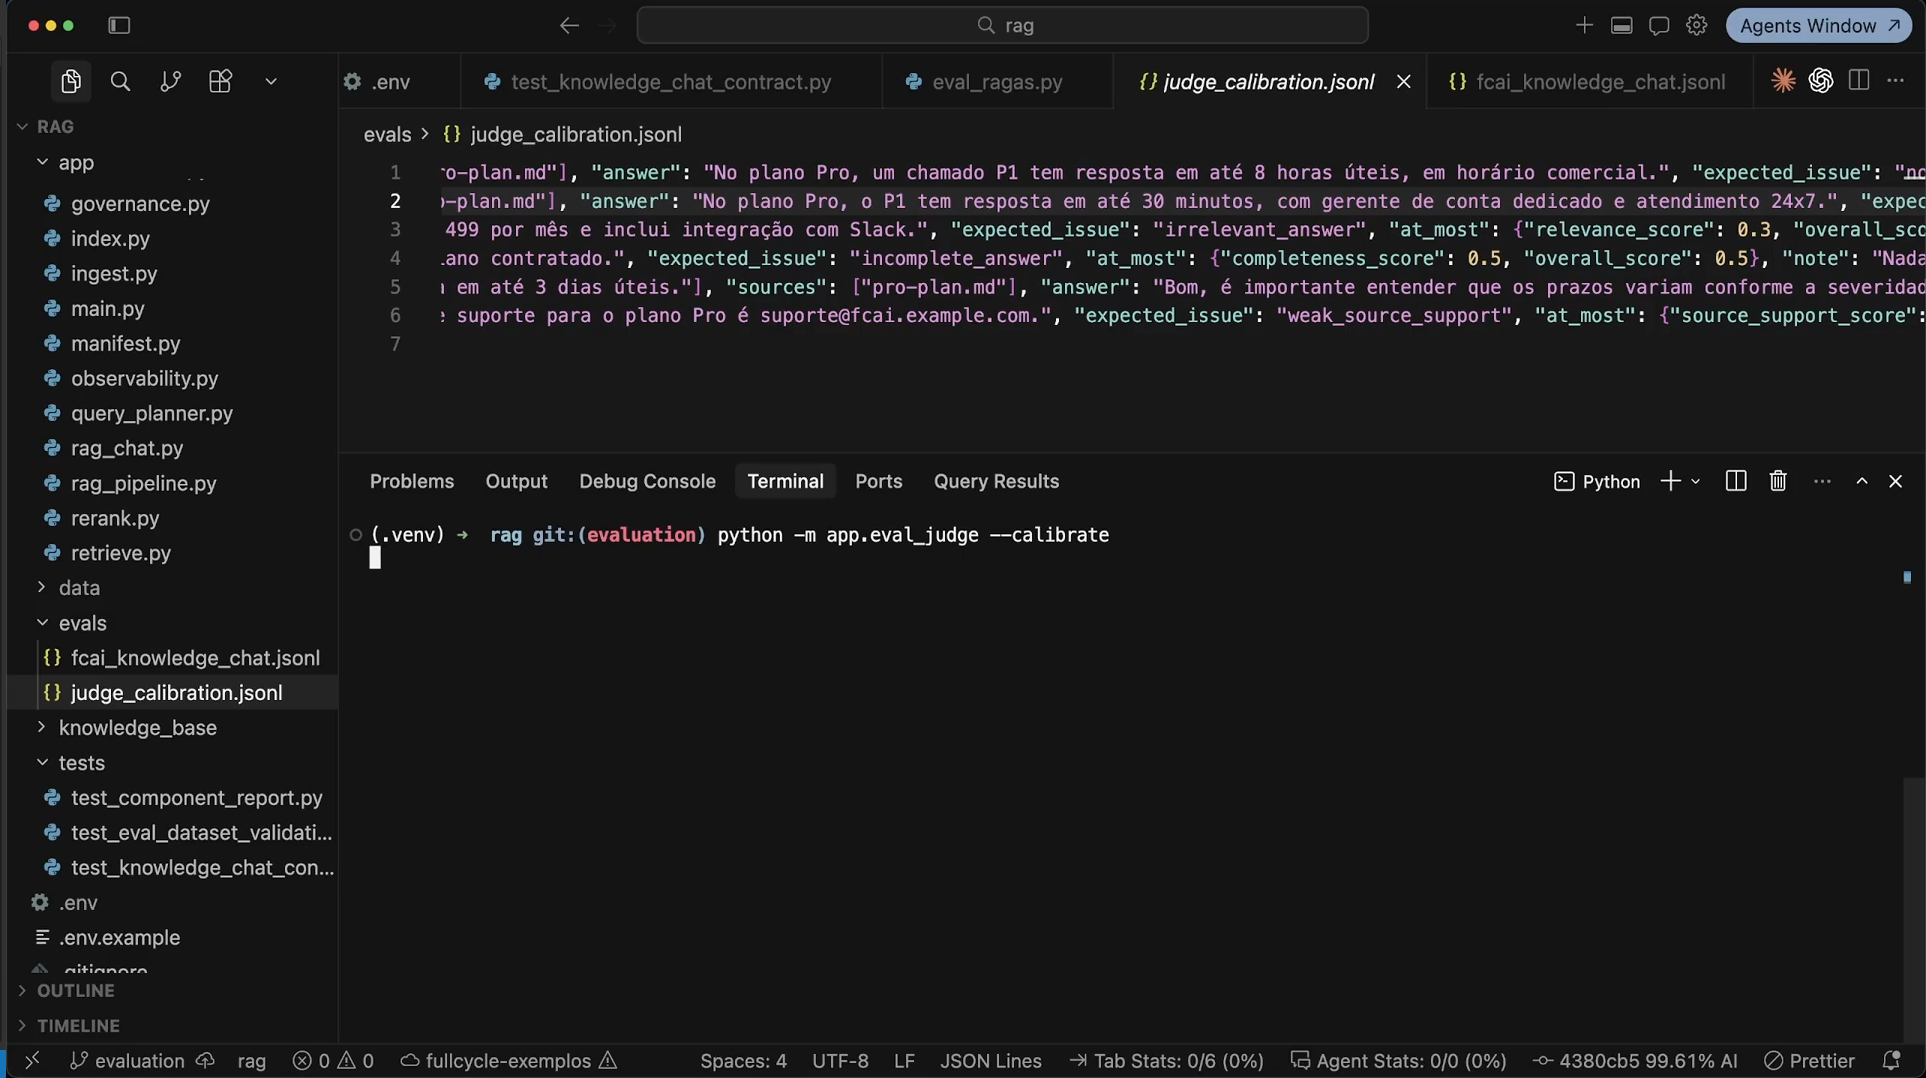 rag
Agents Window ↗
.env
test_knowledge_chat_contract.py
eval_ragas.py
{} judge_calibration.jsonl
{} fcai_knowledge_chat.jsonl
RAG
app
governance.py
index.py
ingest.py
main.py
manifest.py
observability.py
query_planner.py
rag_chat.py
rag_pipeline.py
rerank.py
retrieve.py
data
evals
{} fcai_knowledge_chat.jsonl
{} judge_calibration.jsonl
knowledge_base
tests
test_component_report.py
test_eval_dataset_validati...
test_knowledge_chat_con...
.env
.env.example
.gitignore
OUTLINE
TIMELINE
evals > {} judge_calibration.jsonl
1 ro-plan.md"], "answer": "No plano Pro, um chamado P1 tem resposta em até 8 horas úteis, em horário comercial.", "expected_issue": "no
2 o-plan.md"], "answer": "No plano Pro, o P1 tem resposta em até 30 minutos, com gerente de conta dedicado e atendimento 24x7.", "expec
3 499 por mês e inclui integração com Slack.", "expected_issue": "irrelevant_answer", "at_most": {"relevance_score": 0.3, "overall_sco
4 ano contratado.", "expected_issue": "incomplete_answer", "at_most": {"completeness_score": 0.5, "overall_score": 0.5}, "note": "Nada
5 em até 3 dias úteis."], "sources": ["pro-plan.md"], "answer": "Bom, é importante entender que os prazos variam conforme a severidad
6 e suporte para o plano Pro é suporte@fcai.example.com.", "expected_issue": "weak_source_support", "at_most": {"source_support_score":
7
Problems Output Debug Console Terminal Ports Query Results
Python
(.venv) → rag git:(evaluation) python -m app.eval_judge --calibrate
evaluation rag 0 0 fullcycle-exemplos Spaces: 4 UTF-8 LF JSON Lines Tab Stats: 0/6 (0%) Agent Stats: 0/0 (0%) 4380cb5 99.61% AI Prettier